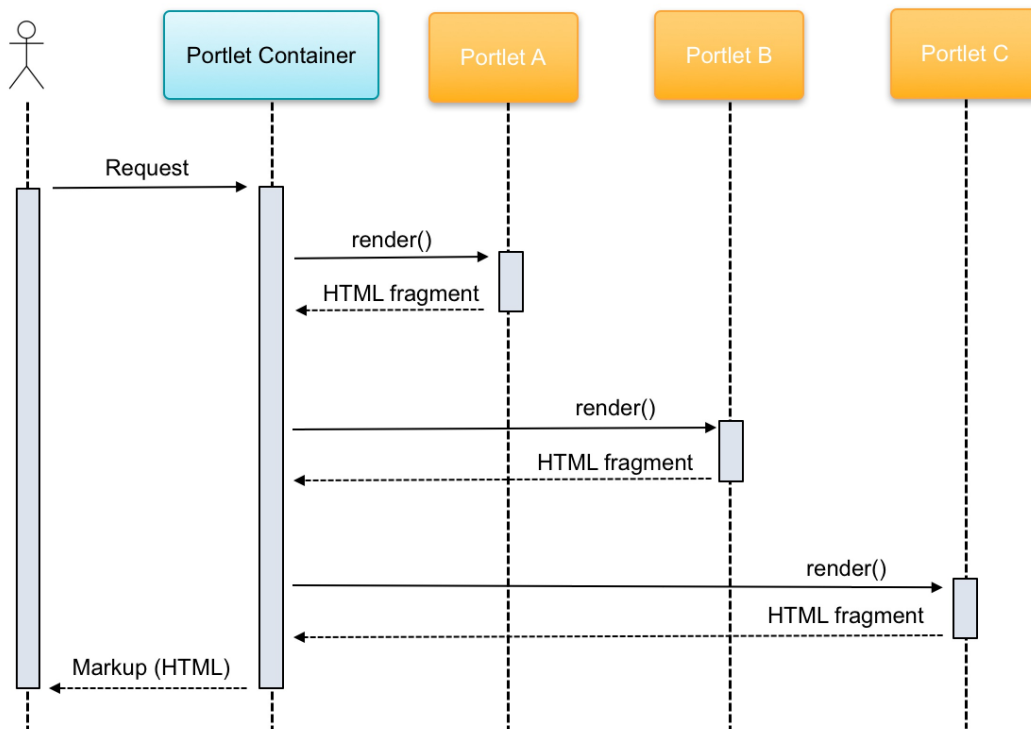 Portlet Container
Portlet A
Portlet B
Portlet C
Request
render()
HTML fragment
render()
HTML fragment
render()
HTML fragment
Markup (HTML)